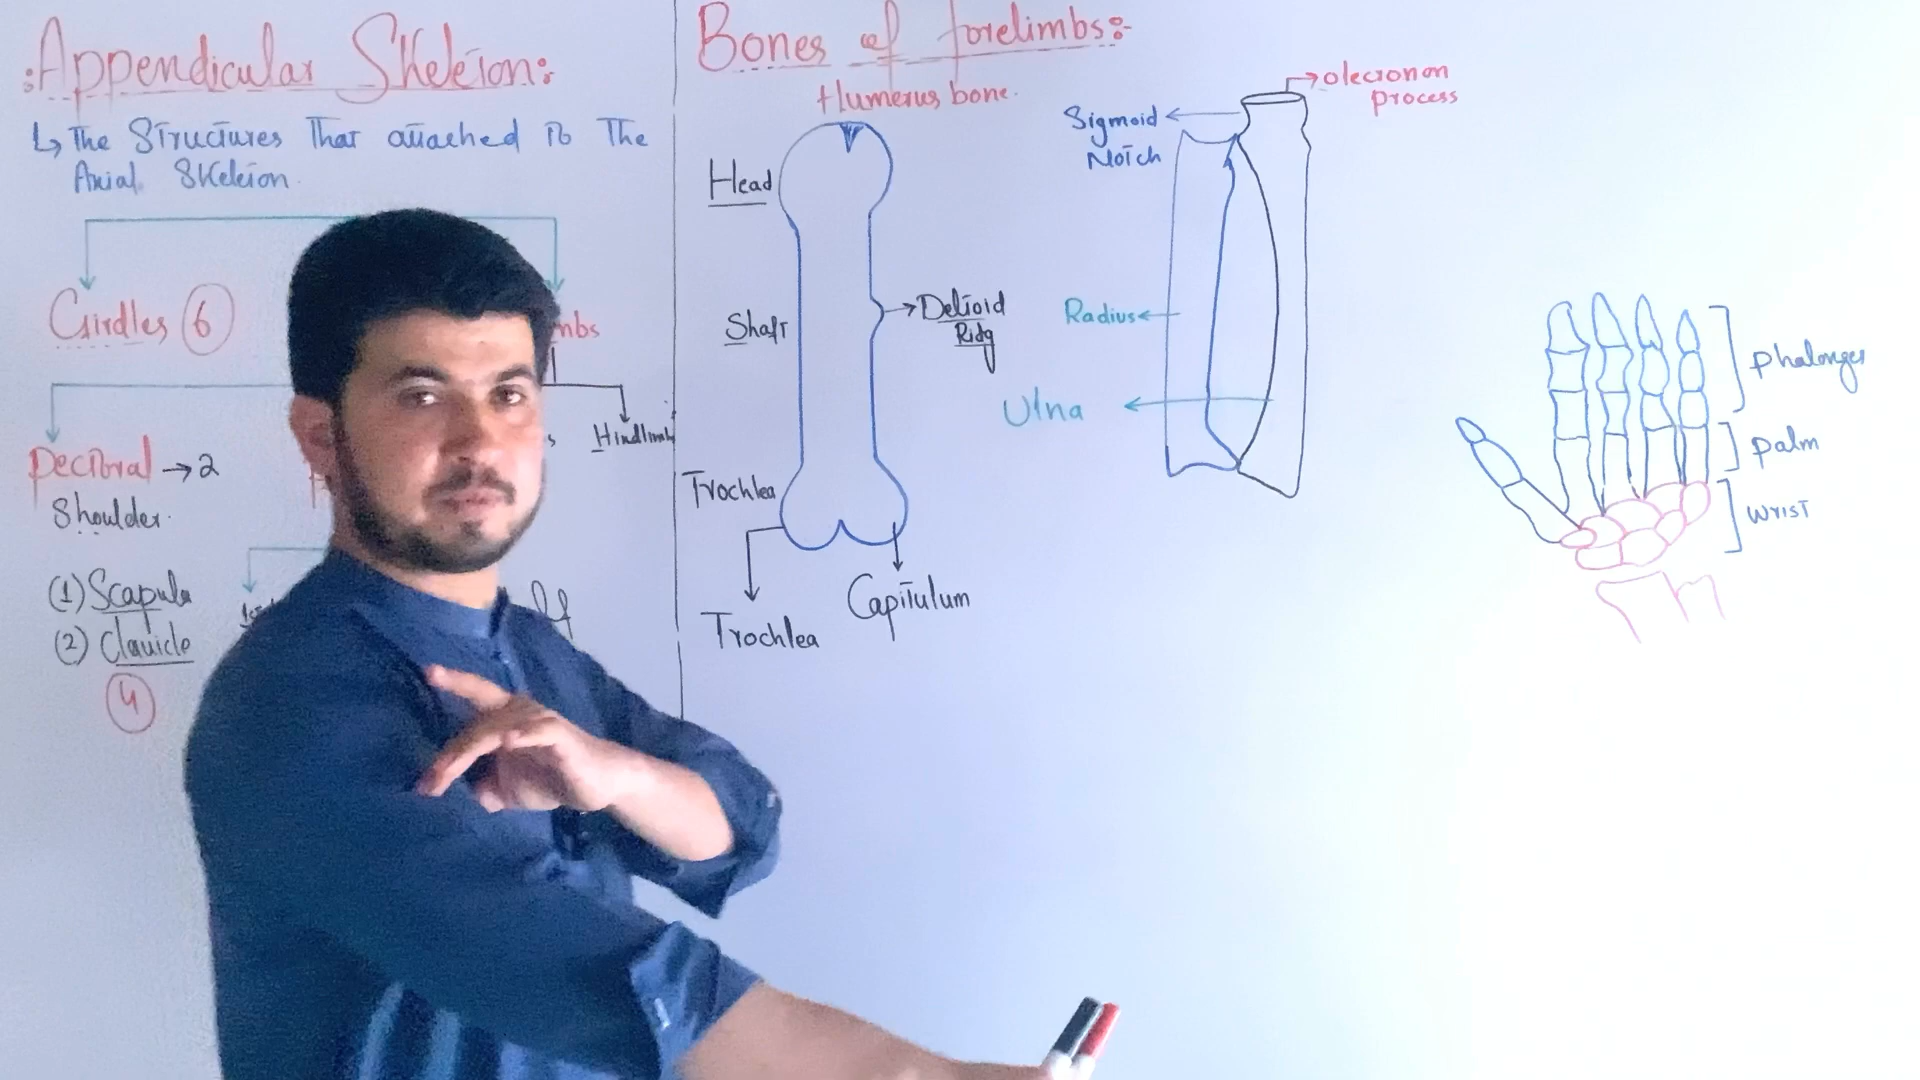 :Appendicular Skeleton:
↳ The Structures That attached to The
Axial Skeleton.
Girdles 6
Hindlimb
Pectoral → 2
Shoulder.
(1) Scapula
(2) Clavicle
4
Bones of forelimbs:-
Humerus bone.
Head
Shaft
Deltoid
Ridg
Trochlea
Trochlea
Capitulum
olecronon
process
Sigmoid
Notch
Radius
Ulna
Phalanges
palm
wrist